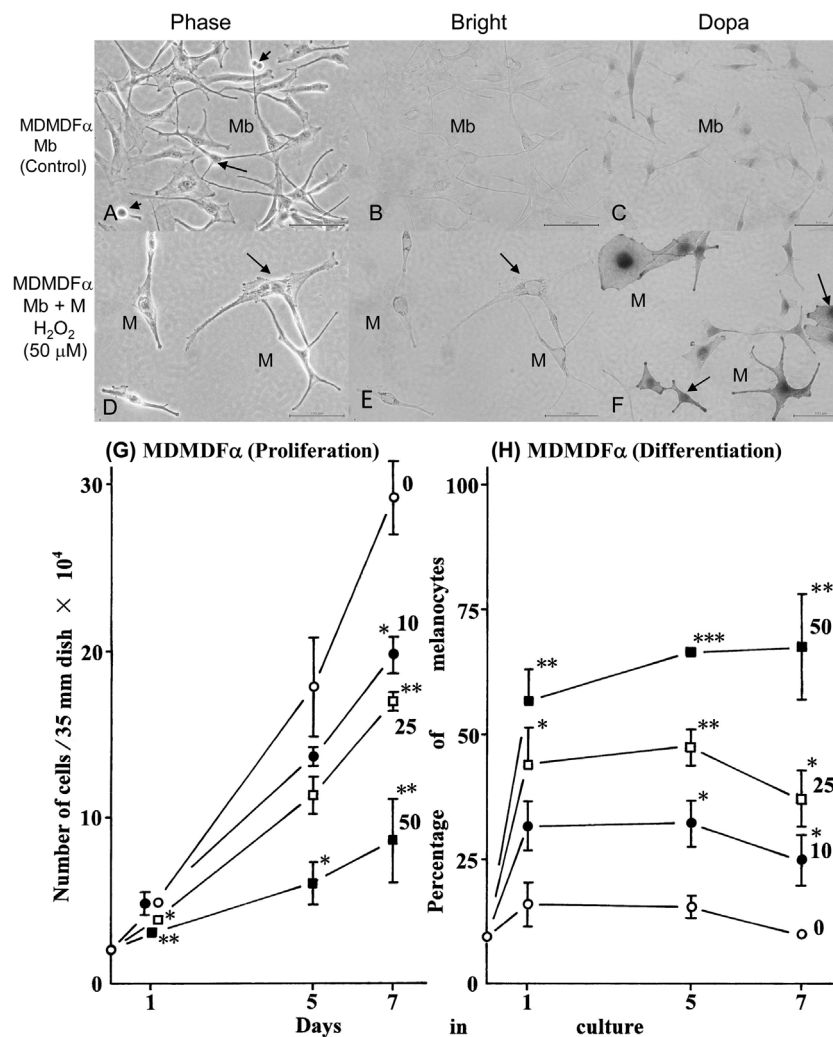 Phase Bright Dopa
MDMDFα
Mb
(Control)
Mb Mb Mb
A B C
MDMDFα
Mb + M
H₂O₂
(50 μM)
M M M
M M M
D E F
(G) MDMDFα (Proliferation)
(H) MDMDFα (Differentiation)
Number of cells / 35 mm dish × 10⁴
30
20
10
0
0
*
10
**
25
**
50
*
*
**
1 5 7
Percentage of melanocytes
100
75
50
25
0
**
50
**
***
*
**
*
25
*
*
10
0
1 5 7
Days in culture